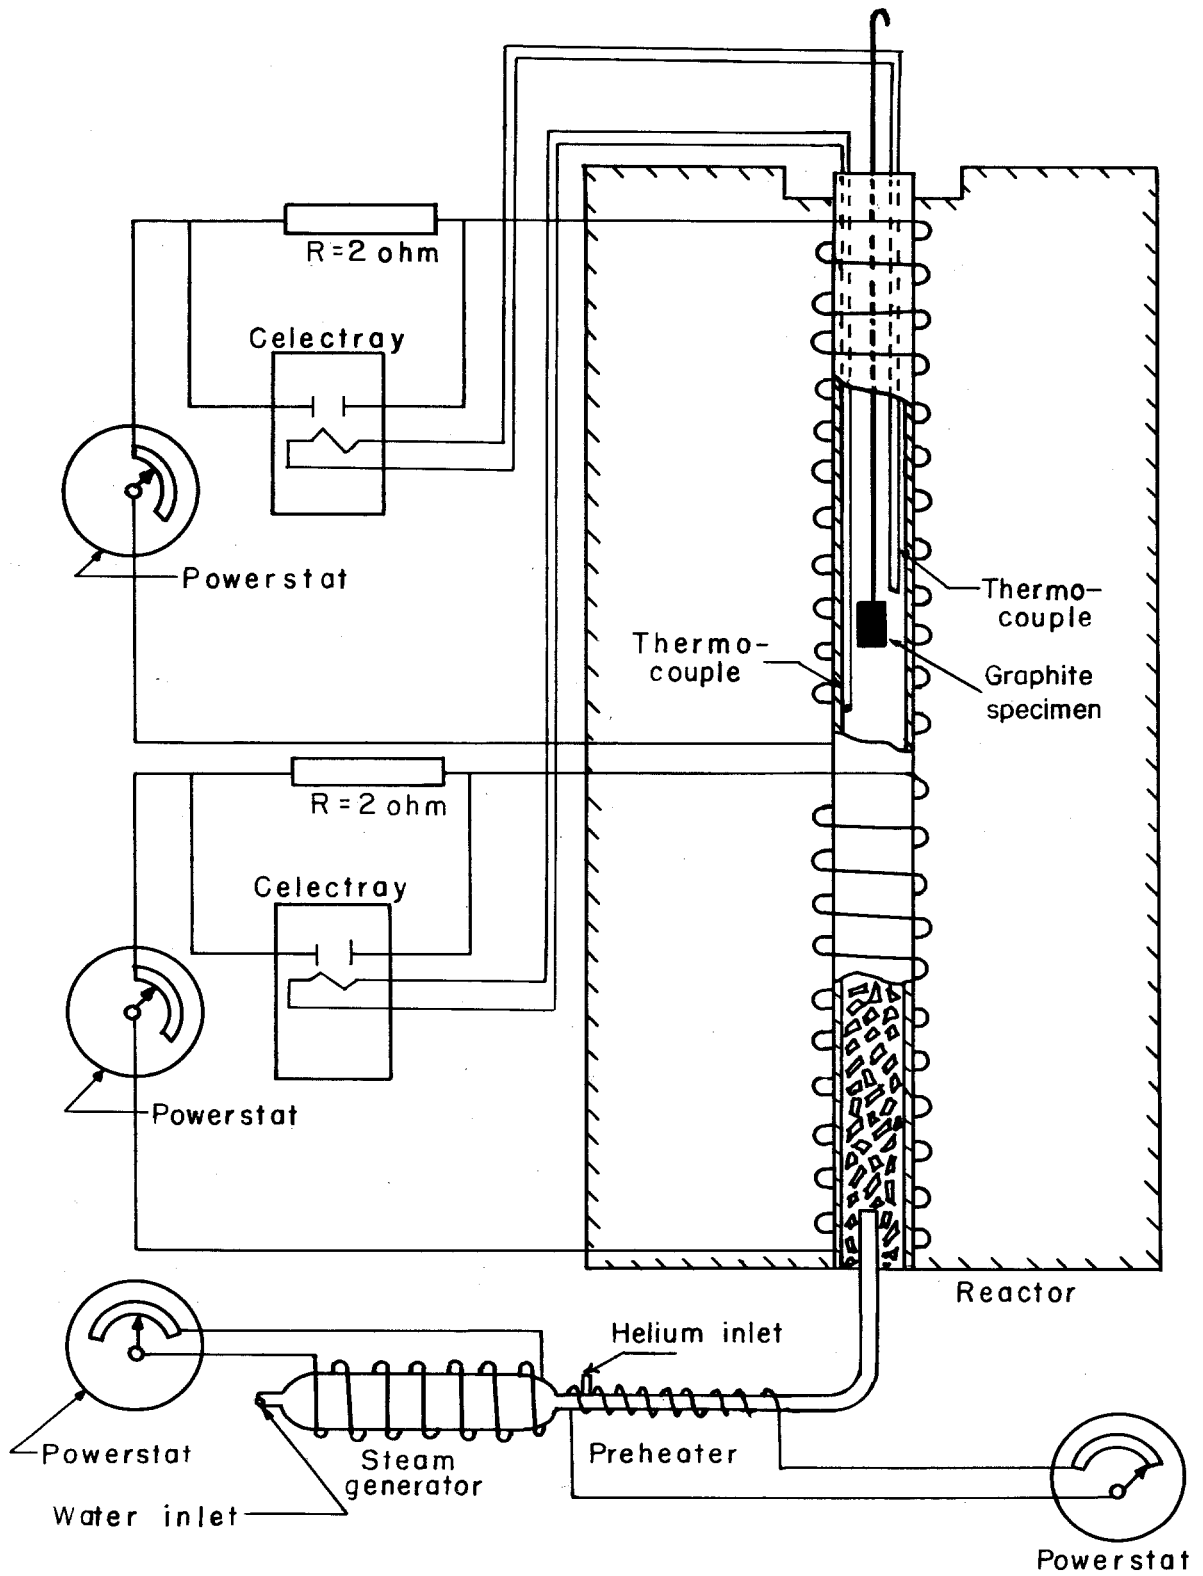 R=2 ohm
Celectray
Powerstat
Thermo-
couple
Thermo-
couple
Graphite
specimen
R=2 ohm
Celectray
Powerstat
Reactor
Helium inlet
Powerstat
Steam
generator
Preheater
Water inlet
Powerstat